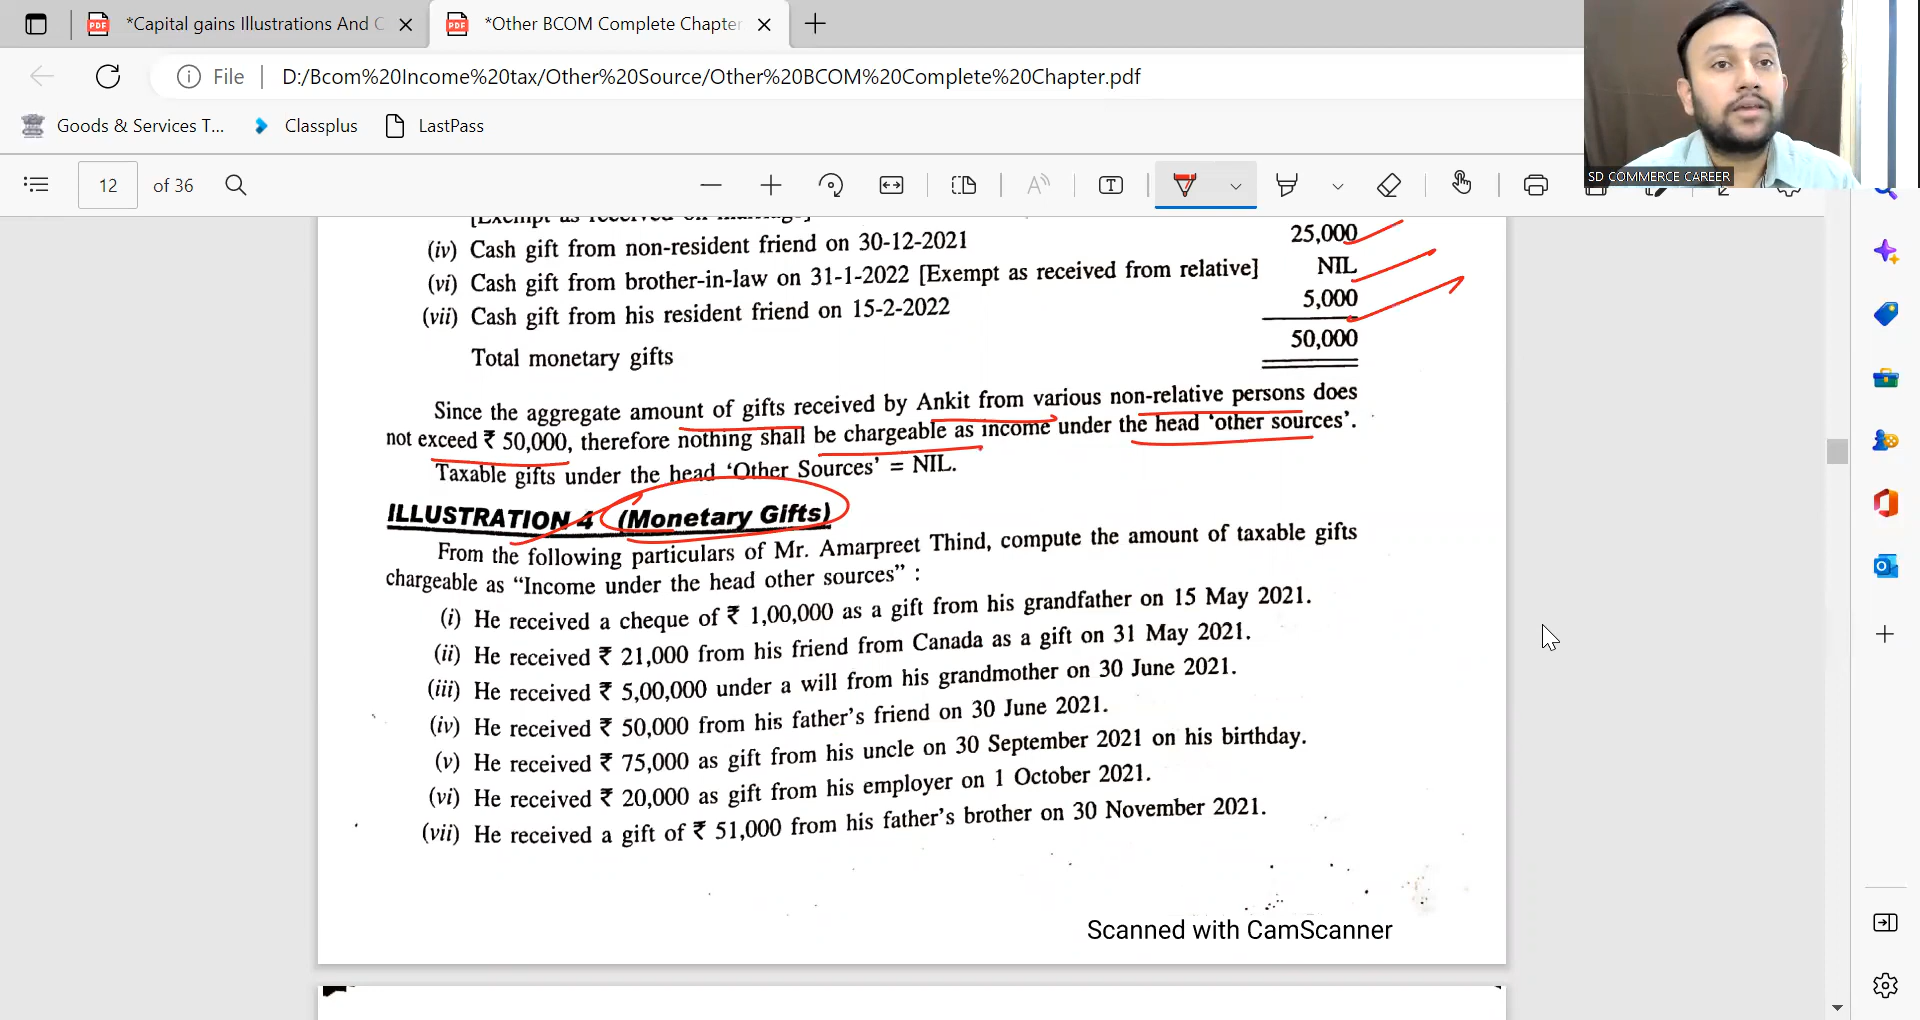 *Capital gains Illustrations And C
*Other BCOM Complete Chapter
File
D:/Bcom%20Income%20tax/Other%20Source/Other%20BCOM%20Complete%20Chapter.pdf
Goods & Services T...
Classplus
LastPass
12 of 36
SD COMMERCE CAREER
[Exempt as received on marriage]
(iv) Cash gift from non-resident friend on 30-12-2021 25,000
(vi) Cash gift from brother-in-law on 31-1-2022 [Exempt as received from relative] NIL
(vii) Cash gift from his resident friend on 15-2-2022 5,000
Total monetary gifts 50,000
Since the aggregate amount of gifts received by Ankit from various non-relative persons does
not exceed ₹ 50,000, therefore nothing shall be chargeable as income under the head 'other sources'.
Taxable gifts under the head 'Other Sources' = NIL.
ILLUSTRATION 4 (Monetary Gifts)
From the following particulars of Mr. Amarpreet Thind, compute the amount of taxable gifts
chargeable as "Income under the head other sources" :
(i) He received a cheque of ₹ 1,00,000 as a gift from his grandfather on 15 May 2021.
(ii) He received ₹ 21,000 from his friend from Canada as a gift on 31 May 2021.
(iii) He received ₹ 5,00,000 under a will from his grandmother on 30 June 2021.
(iv) He received ₹ 50,000 from his father's friend on 30 June 2021.
(v) He received ₹ 75,000 as gift from his uncle on 30 September 2021 on his birthday.
(vi) He received ₹ 20,000 as gift from his employer on 1 October 2021.
(vii) He received a gift of ₹ 51,000 from his father's brother on 30 November 2021.
Scanned with CamScanner